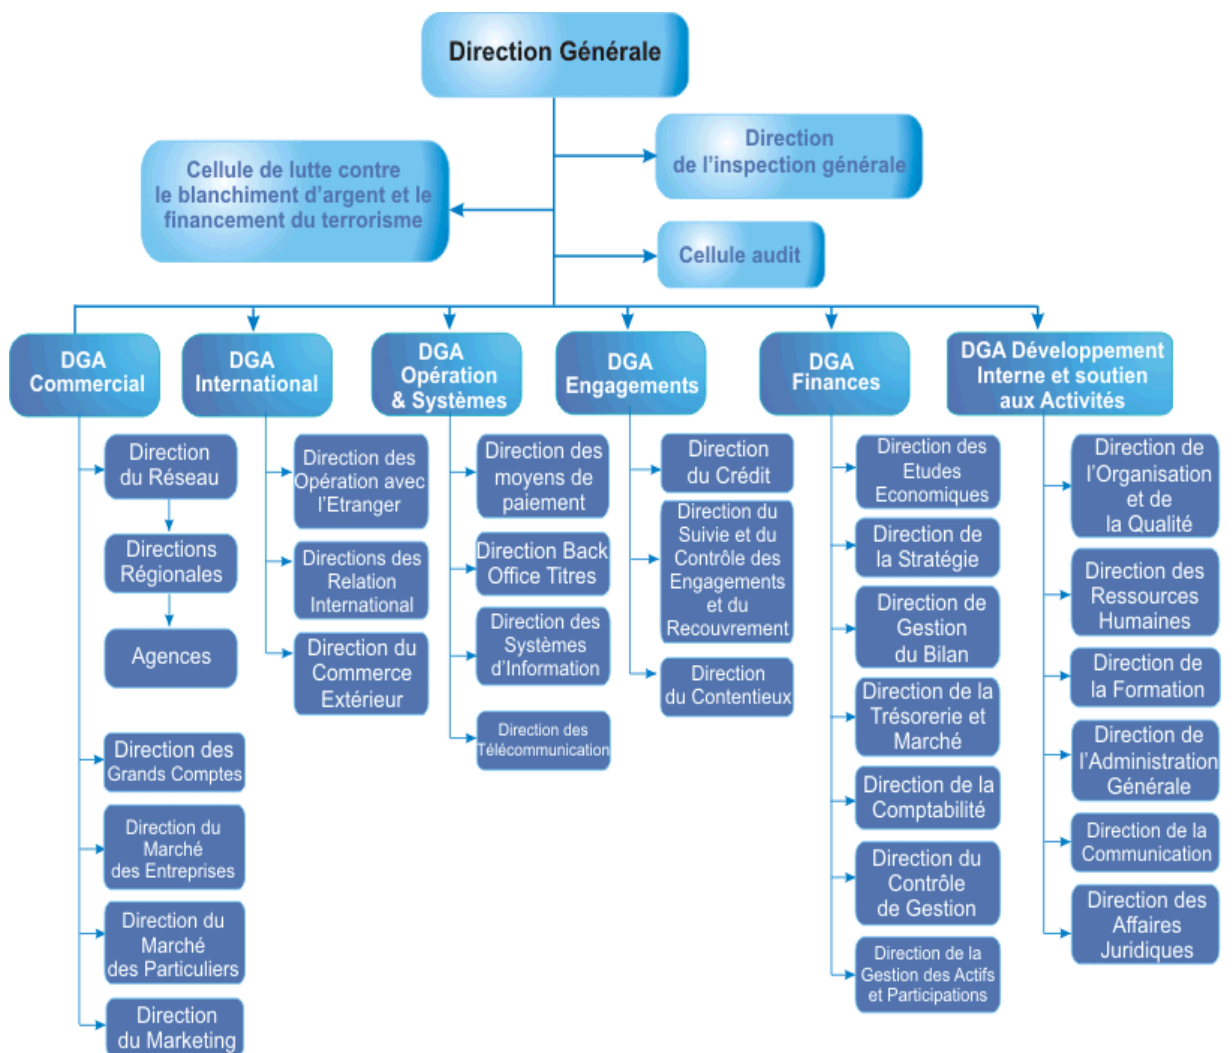 Direction Générale
Cellule de lutte contre
le blanchiment d'argent et le
financement du terrorisme
Direction
de l'inspection générale
Cellule audit
DGA
Commercial
Direction
du Réseau
Directions
Régionales
Agences
Direction des
Grands Comptes
Direction du
Marché
des Entreprises
Direction du
Marché
des Particuliers
Direction
du Marketing
DGA
International
Direction des
Opération avec
l'Etranger
Directions des
Relation
International
Direction du
Commerce
Extérieur
DGA
Opération
& Systèmes
Direction des
moyens de
paiement
Direction Back
Office Titres
Direction des
Systèmes
d'Information
Direction des
Télécommunication
DGA
Engagements
Direction
du Crédit
Direction du
Suivie et du
Contrôle des
Engagements
et du
Recouvrement
Direction
du Contentieux
DGA
Finances
Direction des
Etudes
Economiques
Direction de
la Stratégie
Direction de
Gestion
du Bilan
Direction de la
Trésorerie et
Marché
Direction de la
Comptabilité
Direction du
Contrôle
de Gestion
Direction de la
Gestion des Actifs
et Participations
DGA Développement
Interne et soutien
aux Activités
Direction de
l'Organisation
et de
la Qualité
Direction des
Ressources
Humaines
Direction de
la Formation
Direction de
l'Administration
Générale
Direction de la
Communication
Direction des
Affaires
Juridiques